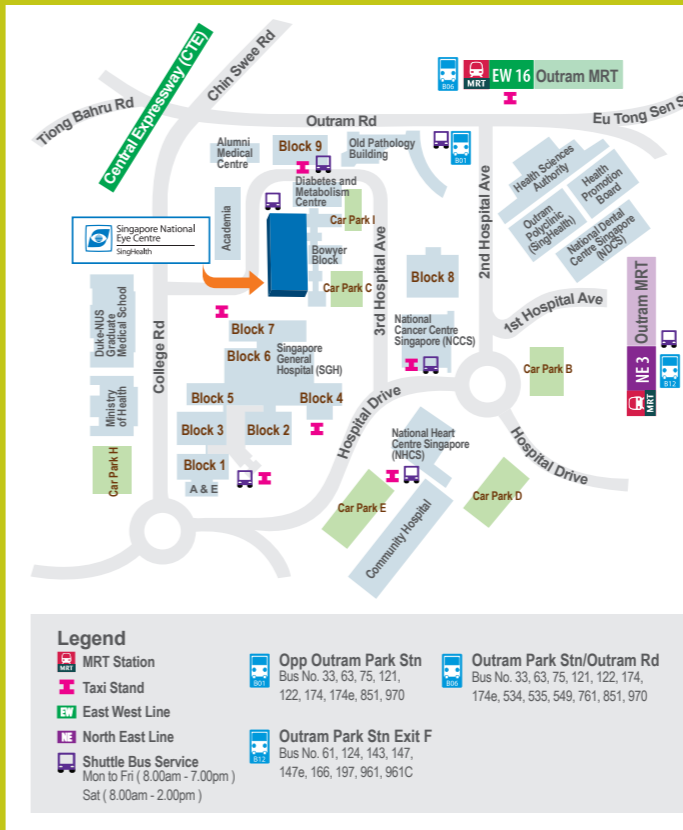 Central Expressway (CTE)
Chin Swee Rd
Tiong Bahru Rd
B06
MRT
EW 16
Outram MRT
Outram Rd
Eu Tong Sen S
Alumni
Medical
Centre
Block 9
Old Pathology
Building
B01
2nd Hospital Ave
Health Sciences
Authority
Health
Promotion
Board
Outram
Polyclinic
(SingHealth)
National Dental
Centre Singapore
(NDCS)
Diabetes and
Metabolism
Centre
Car Park I
Academia
Singapore National
Eye Centre
SingHealth
Bowyer
Block
Car Park C
3rd Hospital Ave
Block 8
1st Hospital Ave
Outram MRT
NE 3
MRT
B12
Duke-NUS
Graduate
Medical School
College Rd
Block 7
Block 6
Singapore
General
Hospital (SGH)
National
Cancer Centre
Singapore (NCCS)
Car Park B
Ministry
of Health
Block 5
Block 4
Block 3
Block 2
Hospital Drive
Hospital Drive
National Heart
Centre Singapore
(NHCS)
Car Park H
Block 1
A & E
Car Park E
Car Park D
Community Hospital
Legend
MRT
MRT Station
Taxi Stand
EW
East West Line
NE
North East Line
Shuttle Bus Service
Mon to Fri ( 8.00am - 7.00pm )
Sat ( 8.00am - 2.00pm )
B01
Opp Outram Park Stn
Bus No. 33, 63, 75, 121,
122, 174, 174e, 851, 970
B12
Outram Park Stn Exit F
Bus No. 61, 124, 143, 147,
147e, 166, 197, 961, 961C
B06
Outram Park Stn/Outram Rd
Bus No. 33, 63, 75, 121, 122, 174,
174e, 534, 535, 549, 761, 851, 970